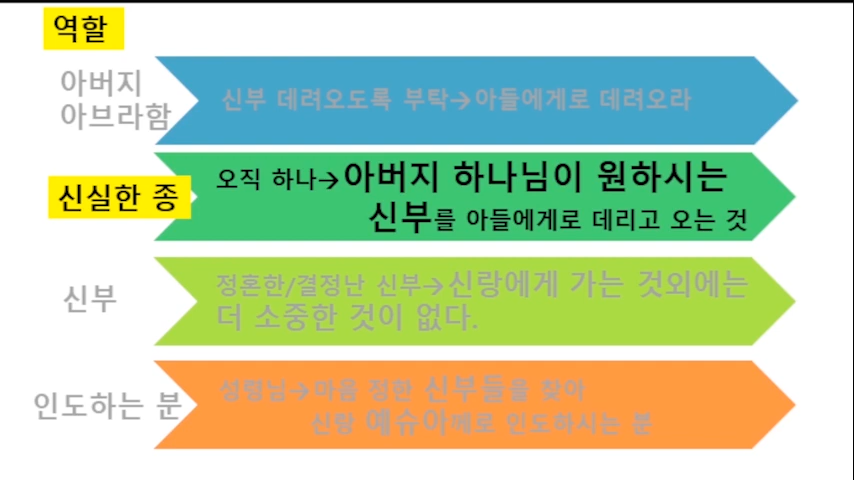 역할
아버지
아브라함
신부 데려오도록 부탁→아들에게로 데려오라
신실한 종
오직 하나→아버지 하나님이 원하시는
신부를 아들에게로 데리고 오는 것
신부
정혼한/결정난 신부→신랑에게 가는 것외에는
더 소중한 것이 없다.
인도하는 분
성령님→마음 정한 신부들을 찾아
신랑 예슈아께로 인도하시는 분